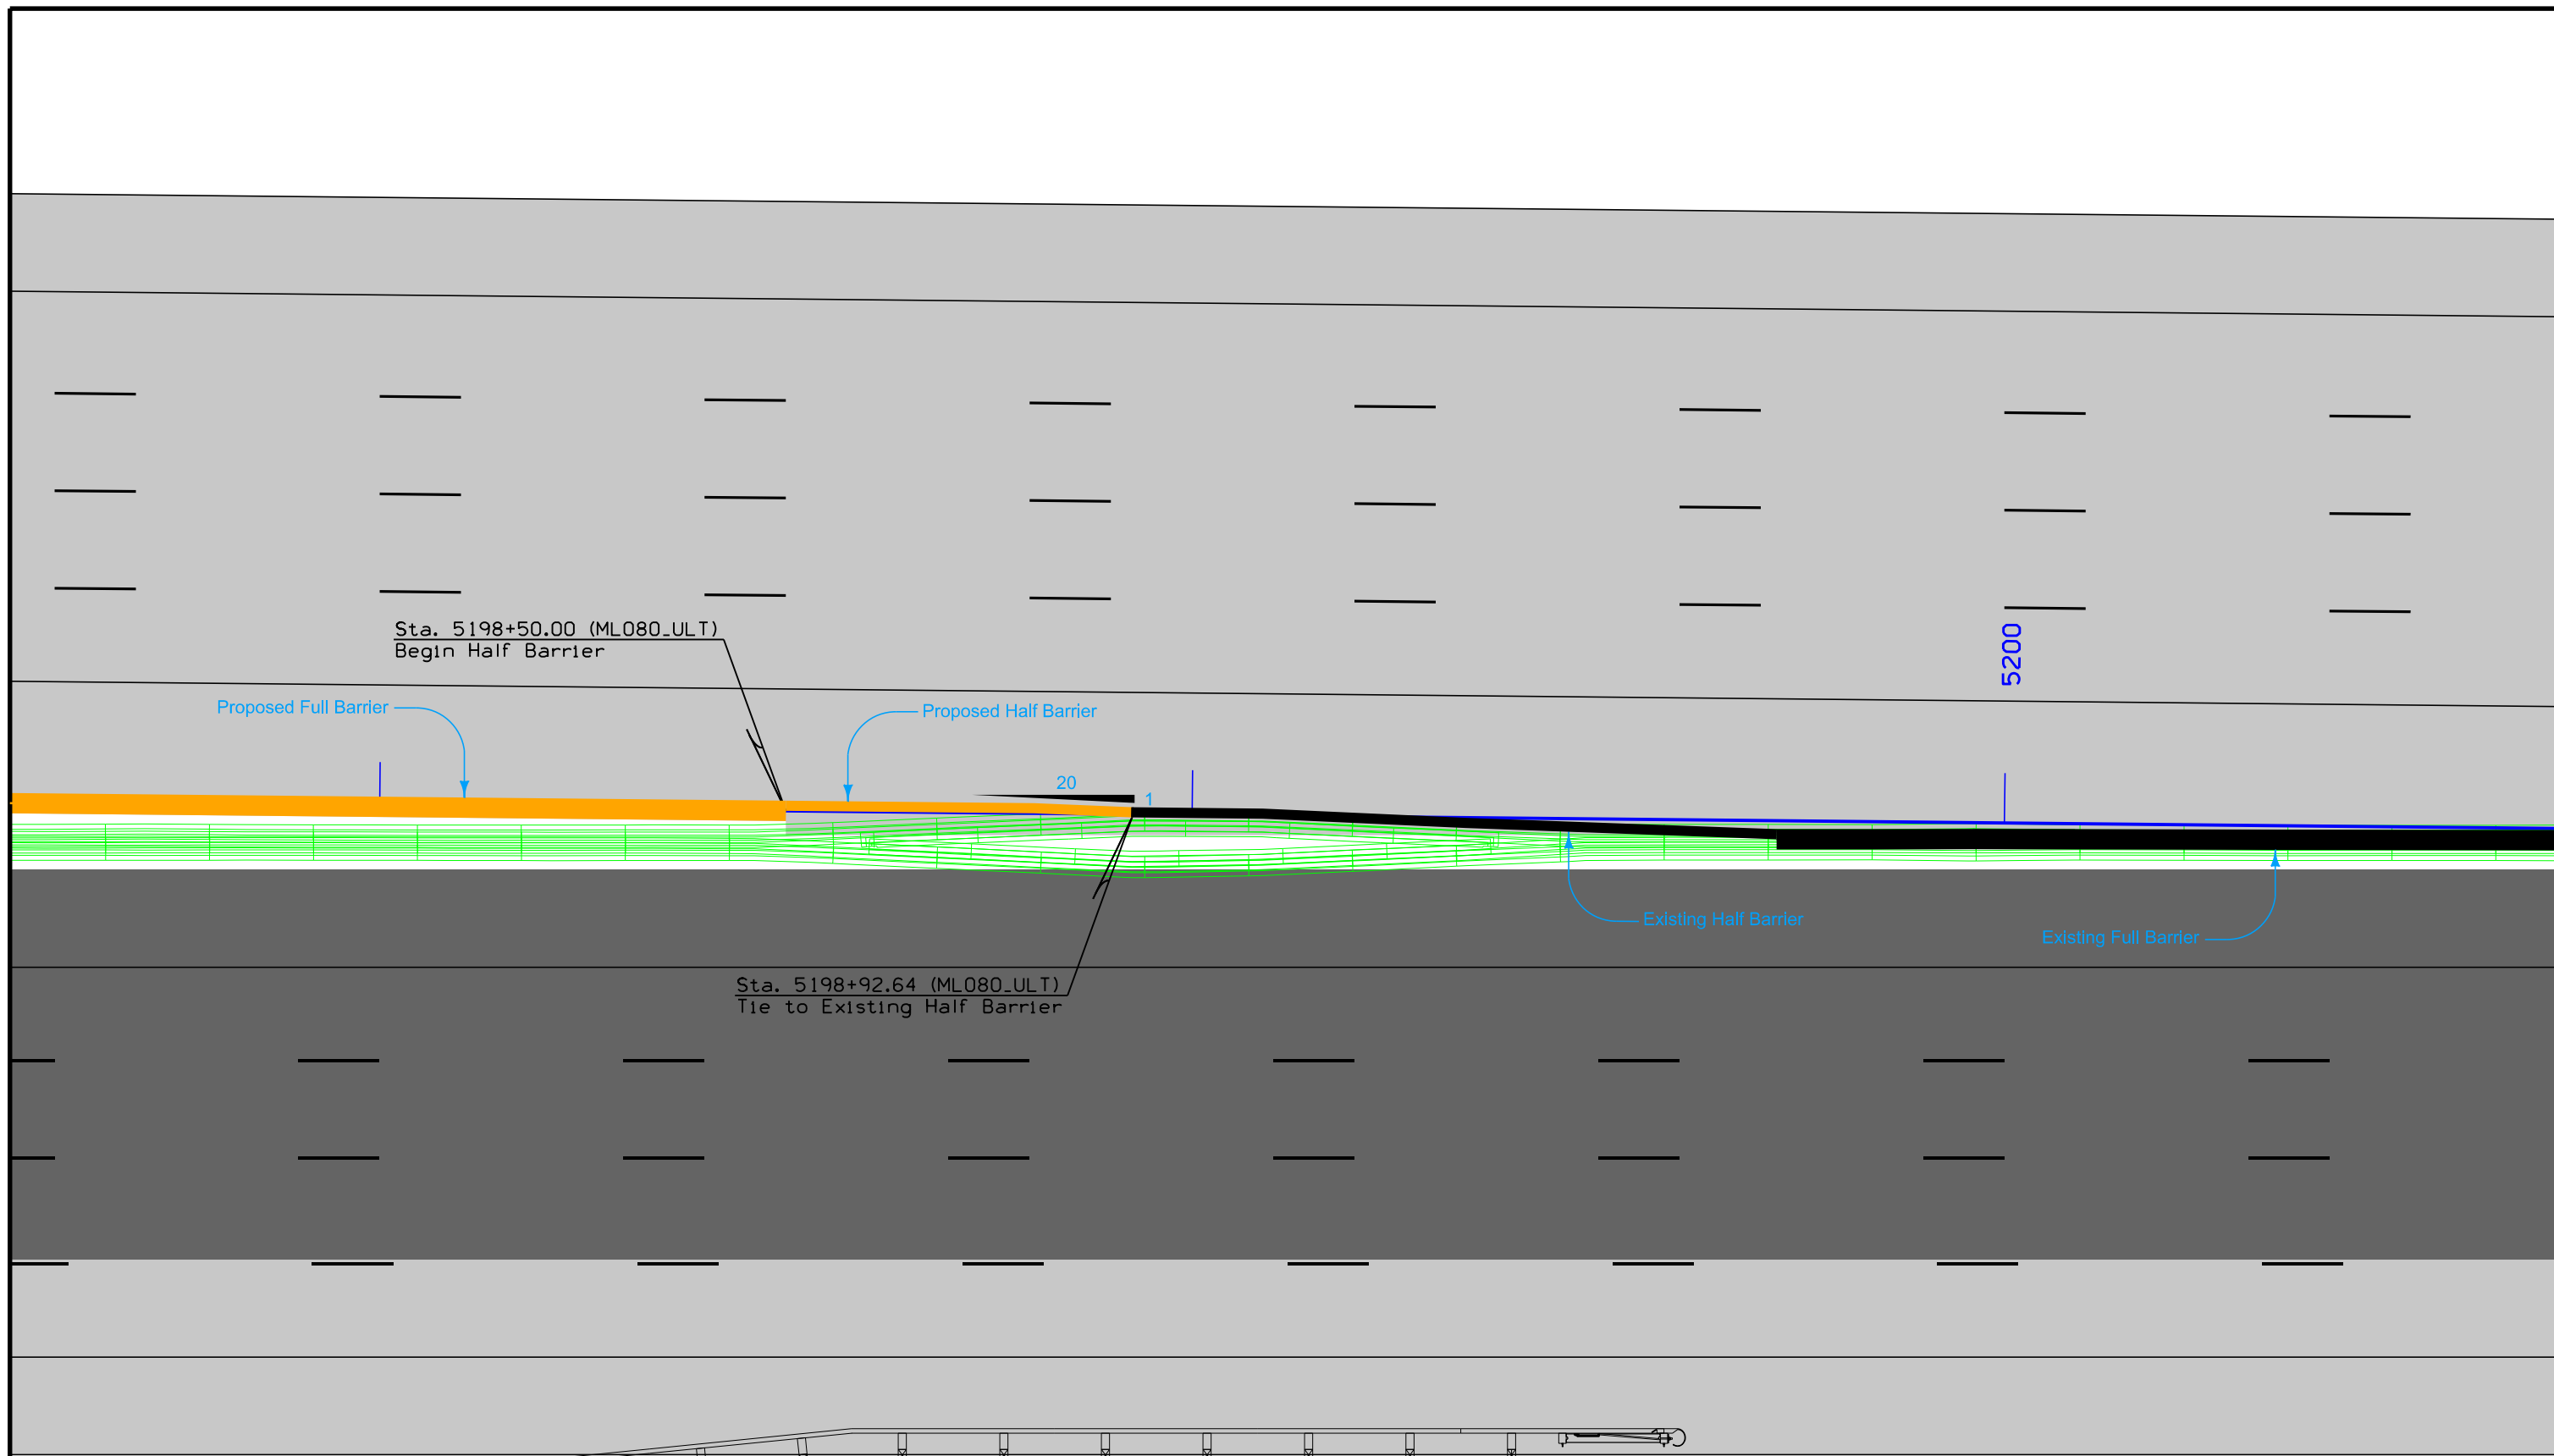 Sta. 5198+50.00 (ML080_ULT)
Begin Half Barrier
5200
Proposed Full Barrier
Proposed Half Barrier
20
1
Existing Half Barrier
Existing Full Barrier
Sta. 5198+92.64 (ML080_ULT)
Tie to Existing Half Barrier